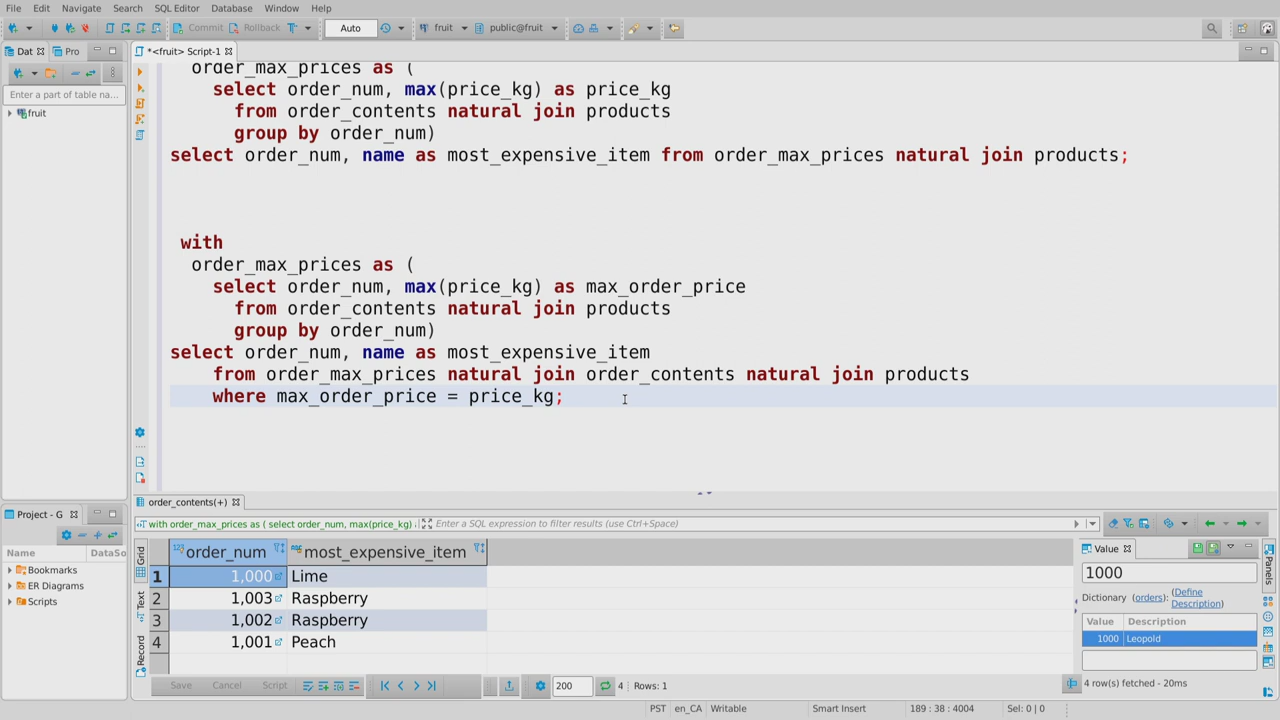 File Edit Navigate Search SQL Editor Database Window Help
Commit Rollback Auto fruit public@fruit
Dat Pro *<fruit> Script-1
Enter a part of table na...
fruit
order_max_prices as (
select order_num, max(price_kg) as price_kg
from order_contents natural join products
group by order_num)
select order_num, name as most_expensive_item from order_max_prices natural join products;
with
order_max_prices as (
select order_num, max(price_kg) as max_order_price
from order_contents natural join products
group by order_num)
select order_num, name as most_expensive_item
from order_max_prices natural join order_contents natural join products
where max_order_price = price_kg;
Project - G
Name DataSo
Bookmarks
ER Diagrams
Scripts
order_contents(+)
with order_max_prices as ( select order_num, max(price_kg) Enter a SQL expression to filter results (use Ctrl+Space)
Grid
Text
Record
order_num most_expensive_item
1 1,000 Lime
2 1,003 Raspberry
3 1,002 Raspberry
4 1,001 Peach
Value
1000
Dictionary (orders): (Define
Description)
Value Description
1000 Leopold
Panels
Save Cancel Script 200 4 Rows: 1
4 row(s) fetched - 20ms
PST en_CA Writable Smart Insert 189 : 38 : 4004 Sel: 0 | 0